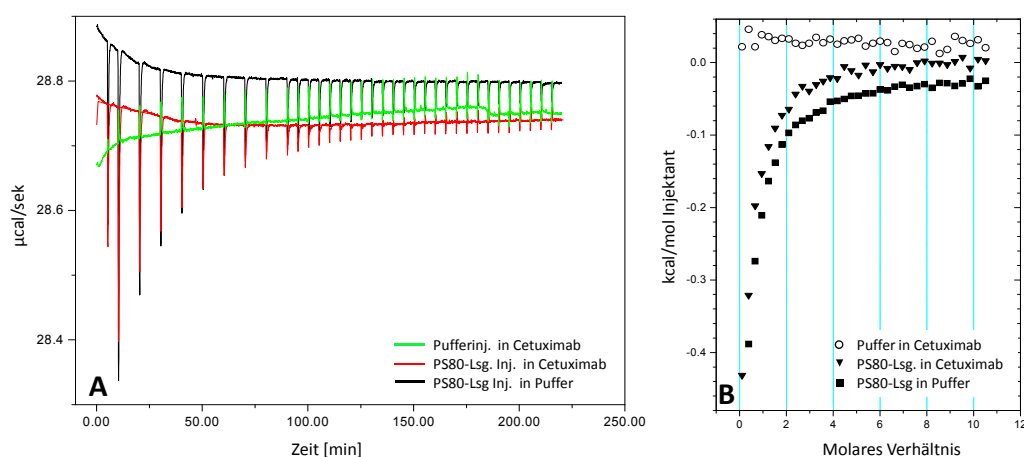 28.8
28.6
28.4
µcal/sek
0.00
50.00
100.00
150.00
200.00
250.00
Zeit [min]
A
Pufferinj. in Cetuximab
PS80-Lsg. Inj. in Cetuximab
PS80-Lsg Inj. in Puffer
0.0
-0.1
-0.2
-0.3
-0.4
kcal/mol Injektant
0
2
4
6
8
10
12
Molares Verhältnis
B
Puffer in Cetuximab
PS80-Lsg. in Cetuximab
PS80-Lsg in Puffer